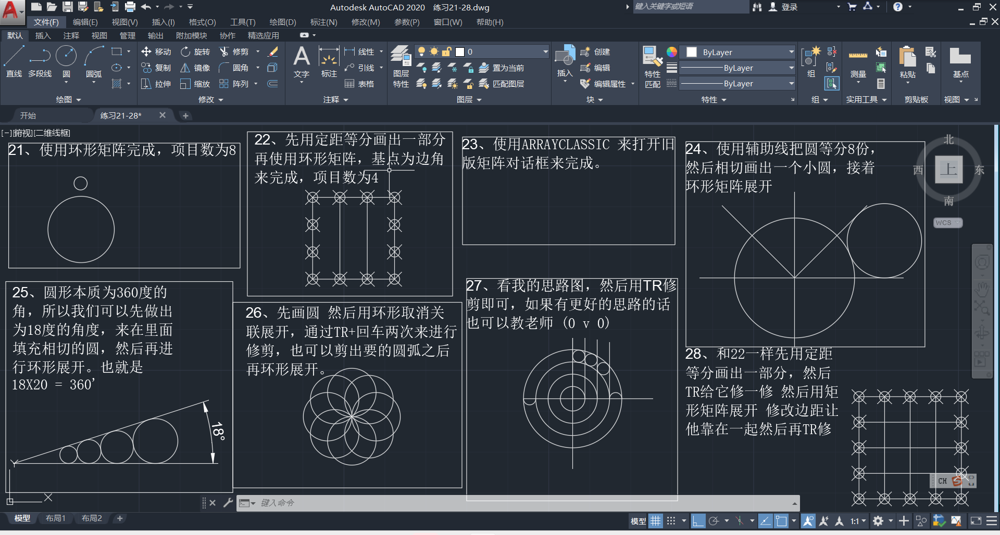 Autodesk AutoCAD 2020 练习21-28.dwg
键入关键字或短语
登录
文件(F) 编辑(E) 视图(V) 插入(I) 格式(O) 工具(T) 绘图(D) 标注(N) 修改(M) 参数(P) 窗口(W) 帮助(H)
默认 插入 注释 视图 管理 输出 附加模块 协作 精选应用
直线 多段线 圆 圆弧
绘图
移动 旋转 修剪
复制 镜像 圆角
拉伸 缩放 阵列
修改
文字 标注
线性
引线
表格
注释
图层
特性
0
置为当前
匹配图层
图层
插入
创建
编辑
编辑属性
块
特性
匹配
ByLayer
ByLayer
ByLayer
特性
组
组
测量
实用工具
粘贴
剪贴板
基点
视图
开始 练习21-28*
[-][俯视][二维线框]
21、使用环形矩阵完成，项目数为8
22、先用定距等分画出一部分
再使用环形矩阵，基点为边角
来完成，项目数为4
23、使用ARRAYCLASSIC 来打开旧
版矩阵对话框来完成。
24、使用辅助线把圆等分8份，
然后相切画出一个小圆，接着
环形矩阵展开
北
西 上 东
南
WCS
25、圆形本质为360度的
角，所以我们可以先做出
为18度的角度，来在里面
填充相切的圆，然后再进
行环形展开。也就是
18X20 = 360'
18°
26、先画圆 然后用环形取消关
联展开，通过TR+回车两次来进行
修剪，也可以剪出要的圆弧之后
再环形展开。
27、看我的思路图，然后用TR修
剪即可，如果有更好的思路的话
也可以教老师（0 v 0）
28、和22一样先用定距
等分画出一部分，然后
TR给它修一修 然后用矩
形矩阵展开 修改边距让
他靠在一起然后再TR修
CH
键入命令
模型 布局1 布局2
模型 1:1